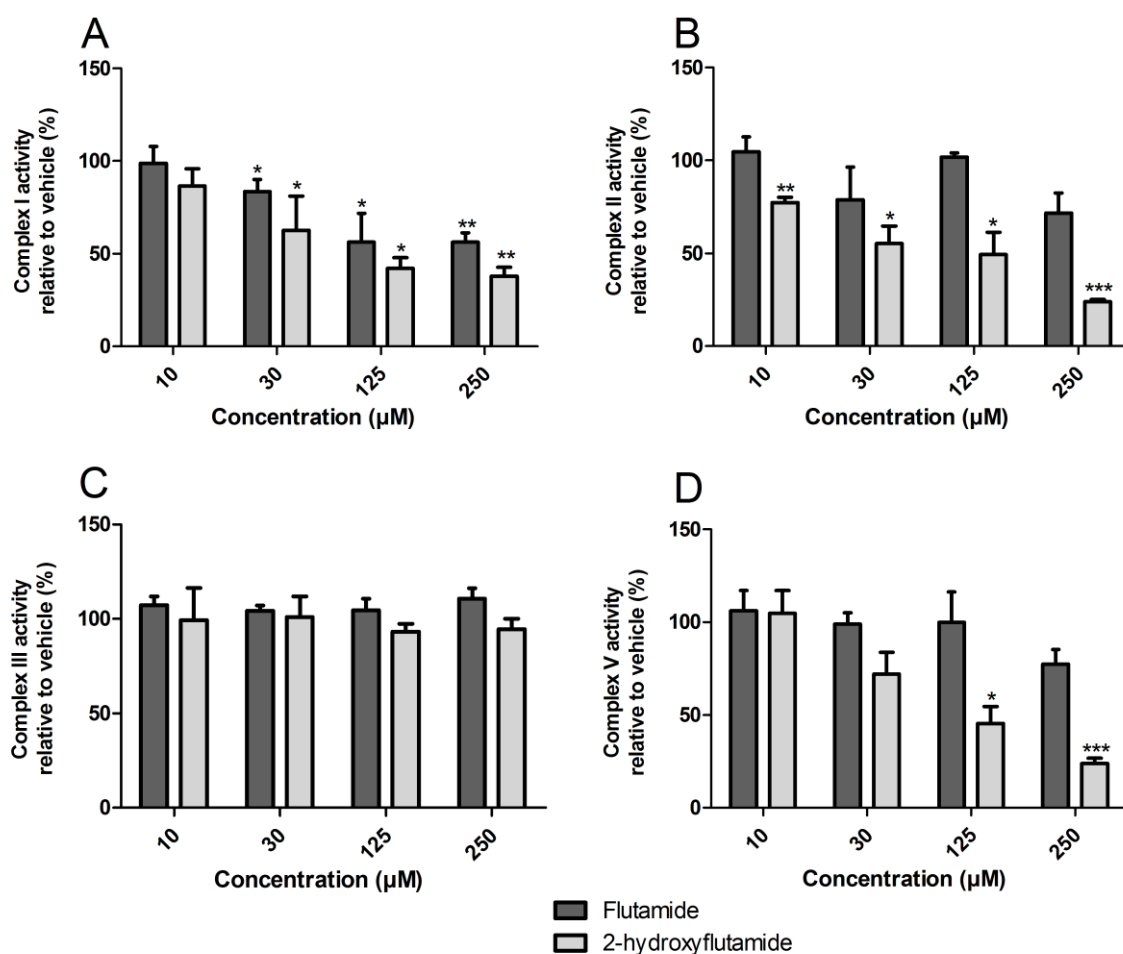 A
Complex I activity
relative to vehicle (%)
150
100
50
0
*
*
*
*
**
**
10
30
125
250
Concentration (µM)
B
Complex II activity
relative to vehicle (%)
150
100
50
0
**
*
*
***
10
30
125
250
Concentration (µM)
C
Complex III activity
relative to vehicle (%)
150
100
50
0
10
30
125
250
Concentration (µM)
D
Complex V activity
relative to vehicle (%)
150
100
50
0
*
***
10
30
125
250
Concentration (µM)
Flutamide
2-hydroxyflutamide